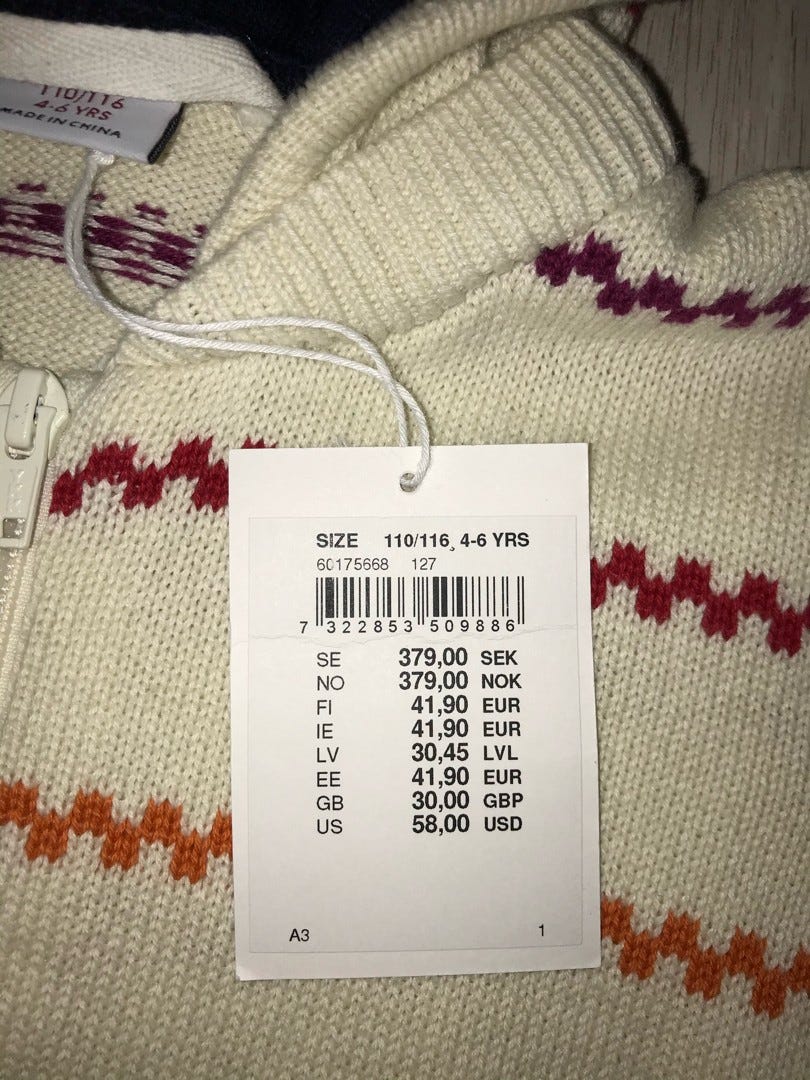 110/116
4-6 YRS
MADE IN CHINA
SIZE 110/116¸ 4-6 YRS
60175668 127
7 322853 509886
SE 379,00 SEK
NO 379,00 NOK
FI 41,90 EUR
IE 41,90 EUR
LV 30,45 LVL
EE 41,90 EUR
GB 30,00 GBP
US 58,00 USD
A3 1